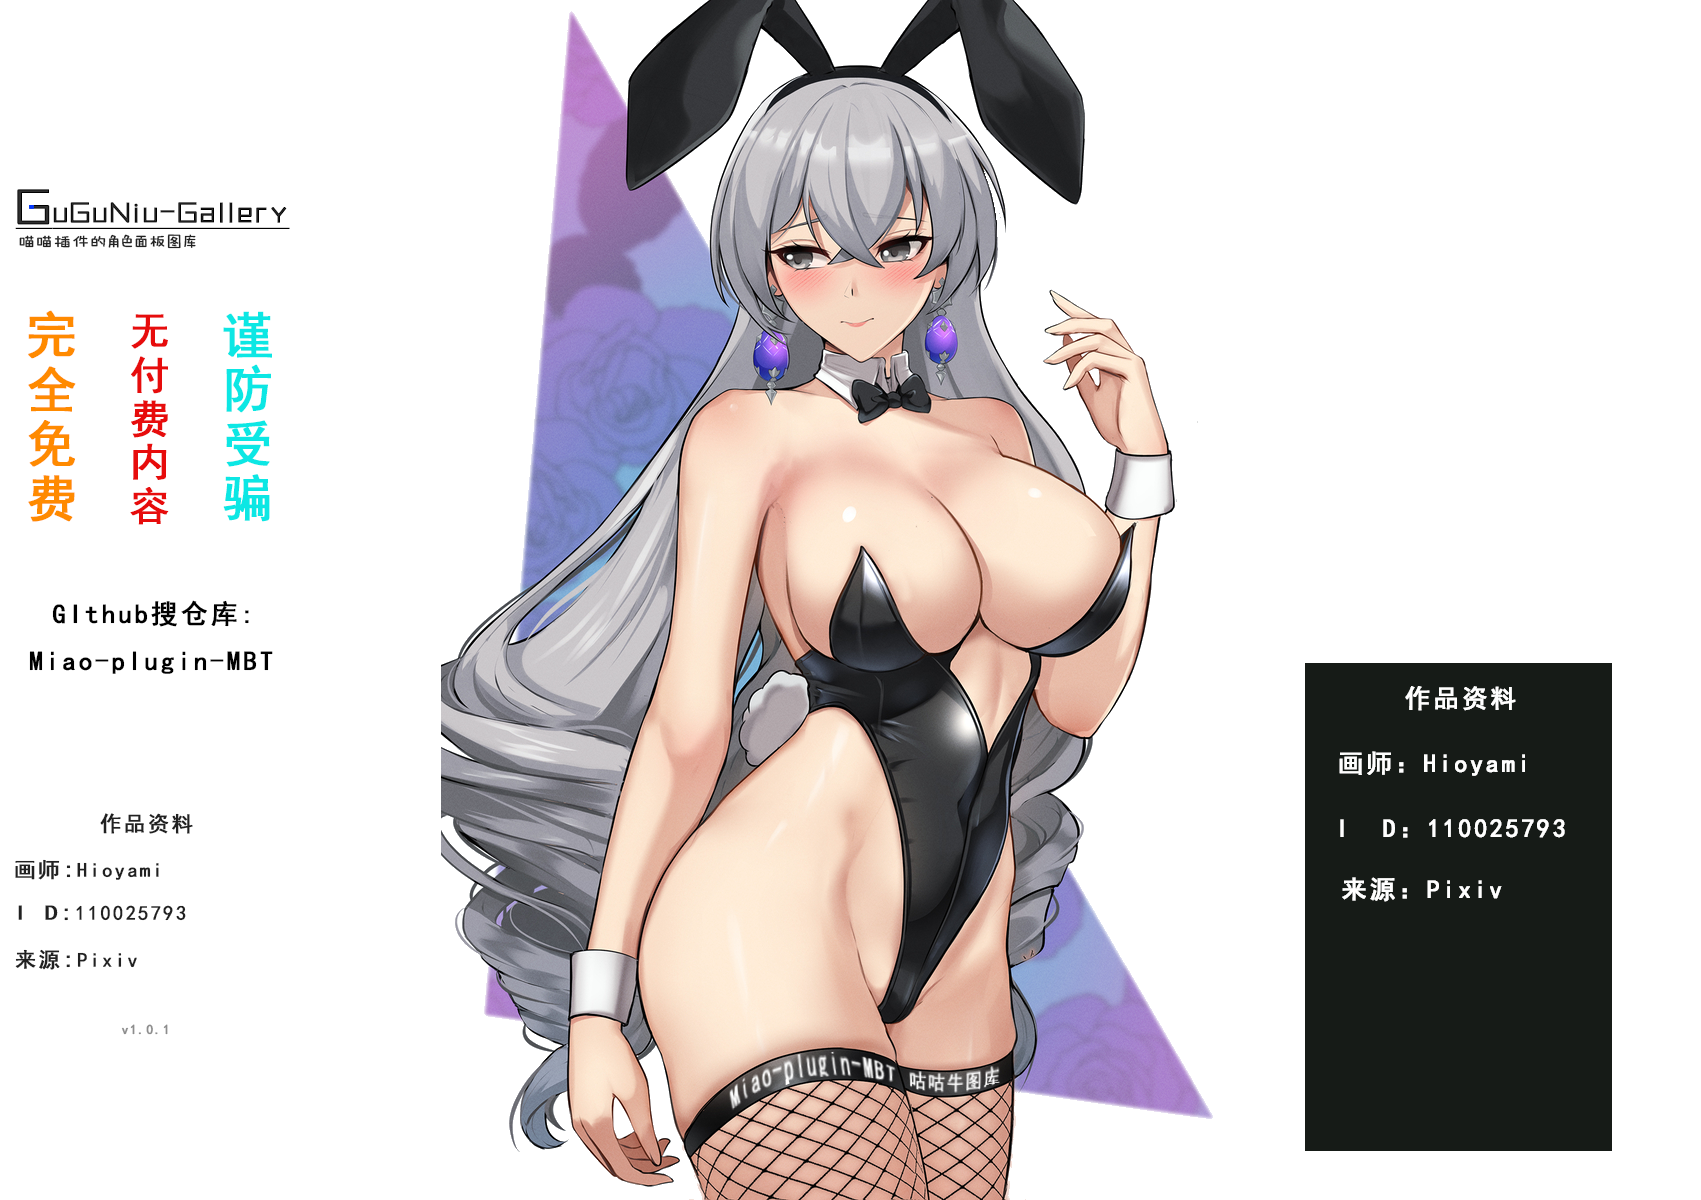 GuGuNiu-Gallery
喵喵插件的角色面板图库
完全免费
无付费内容
谨防受骗
GIthub搜仓库:
Miao-plugin-MBT
作品资料
画师:Hioyami
I D:110025793
来源:Pixiv
v1.0.1
Miao-plugin-MBT
咕咕牛图库
作品资料
画师: Hioyami
I D: 110025793
来源: Pixiv